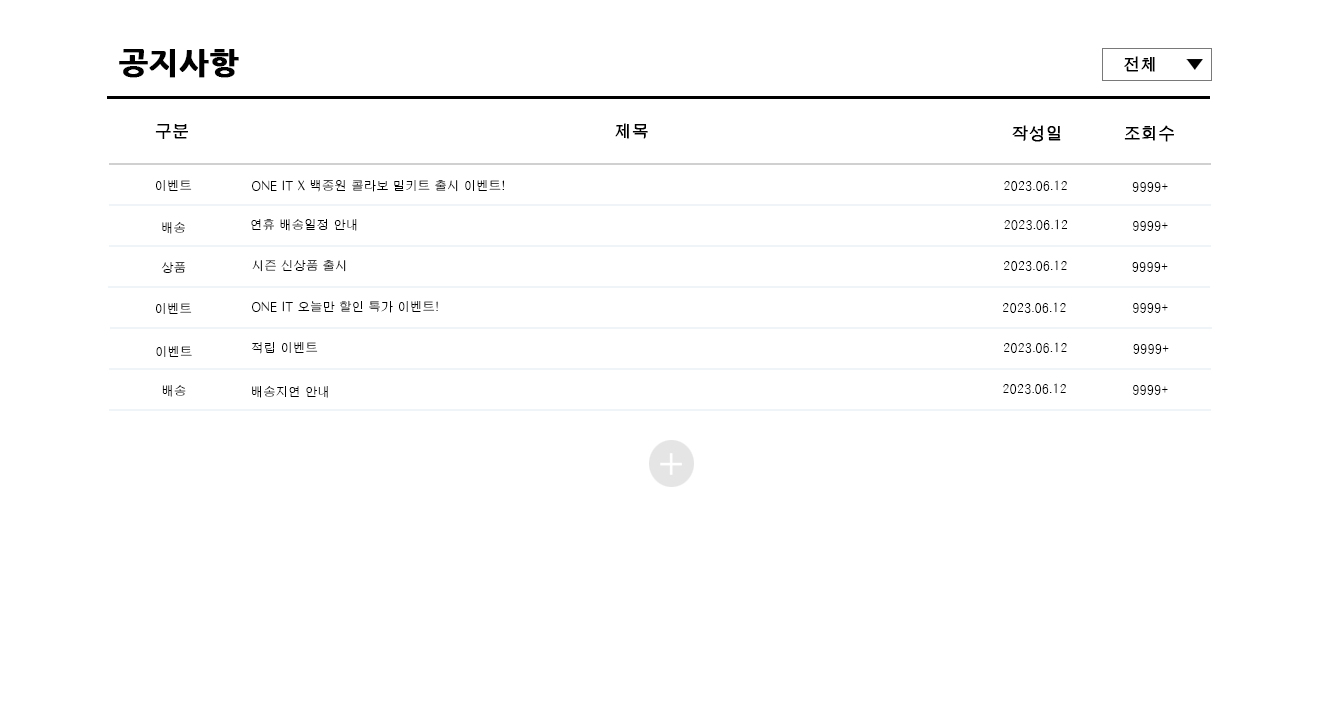 공지사항
전체 ▼
구분 제목 작성일 조회수
이벤트 ONE IT X 백종원 콜라보 밀키트 출시 이벤트! 2023.06.12 9999+
배송 연휴 배송일정 안내 2023.06.12 9999+
상품 시즌 신상품 출시 2023.06.12 9999+
이벤트 ONE IT 오늘만 할인 특가 이벤트! 2023.06.12 9999+
이벤트 적립 이벤트 2023.06.12 9999+
배송 배송지연 안내 2023.06.12 9999+